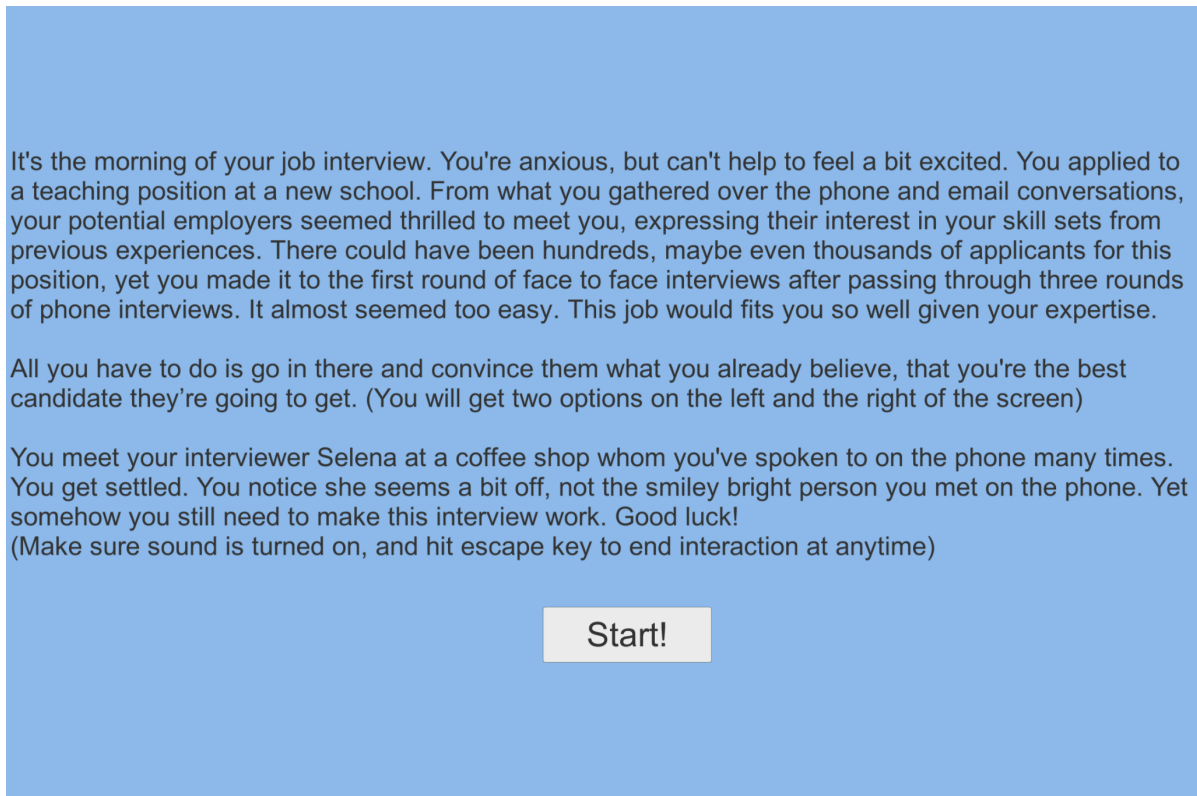 It's the morning of your job interview. You're anxious, but can't help to feel a bit excited. You applied to
a teaching position at a new school. From what you gathered over the phone and email conversations,
your potential employers seemed thrilled to meet you, expressing their interest in your skill sets from
previous experiences. There could have been hundreds, maybe even thousands of applicants for this
position, yet you made it to the first round of face to face interviews after passing through three rounds
of phone interviews. It almost seemed too easy. This job would fits you so well given your expertise.
All you have to do is go in there and convince them what you already believe, that you're the best
candidate they’re going to get. (You will get two options on the left and the right of the screen)
You meet your interviewer Selena at a coffee shop whom you've spoken to on the phone many times.
You get settled. You notice she seems a bit off, not the smiley bright person you met on the phone. Yet
somehow you still need to make this interview work. Good luck!
(Make sure sound is turned on, and hit escape key to end interaction at anytime)
Start!